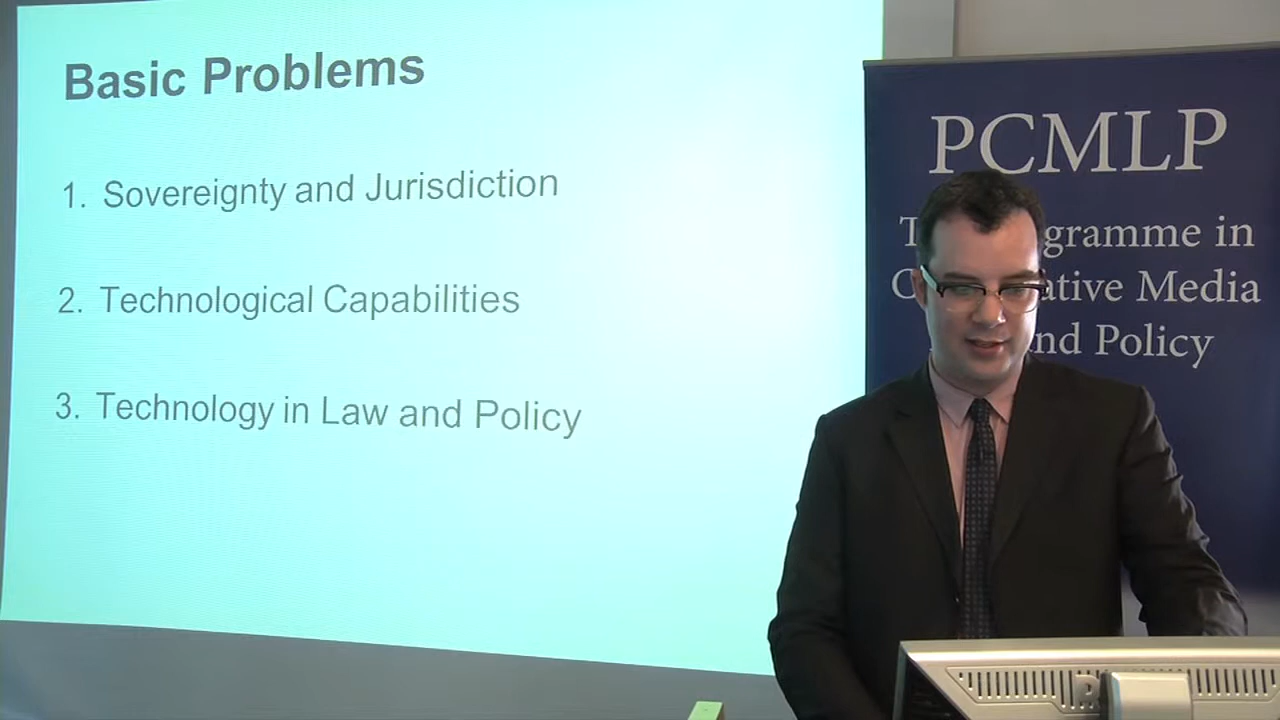 Basic Problems
1. Sovereignty and Jurisdiction
2. Technological Capabilities
3. Technology in Law and Policy
PCMLP
gramme in
ative Media
nd Policy